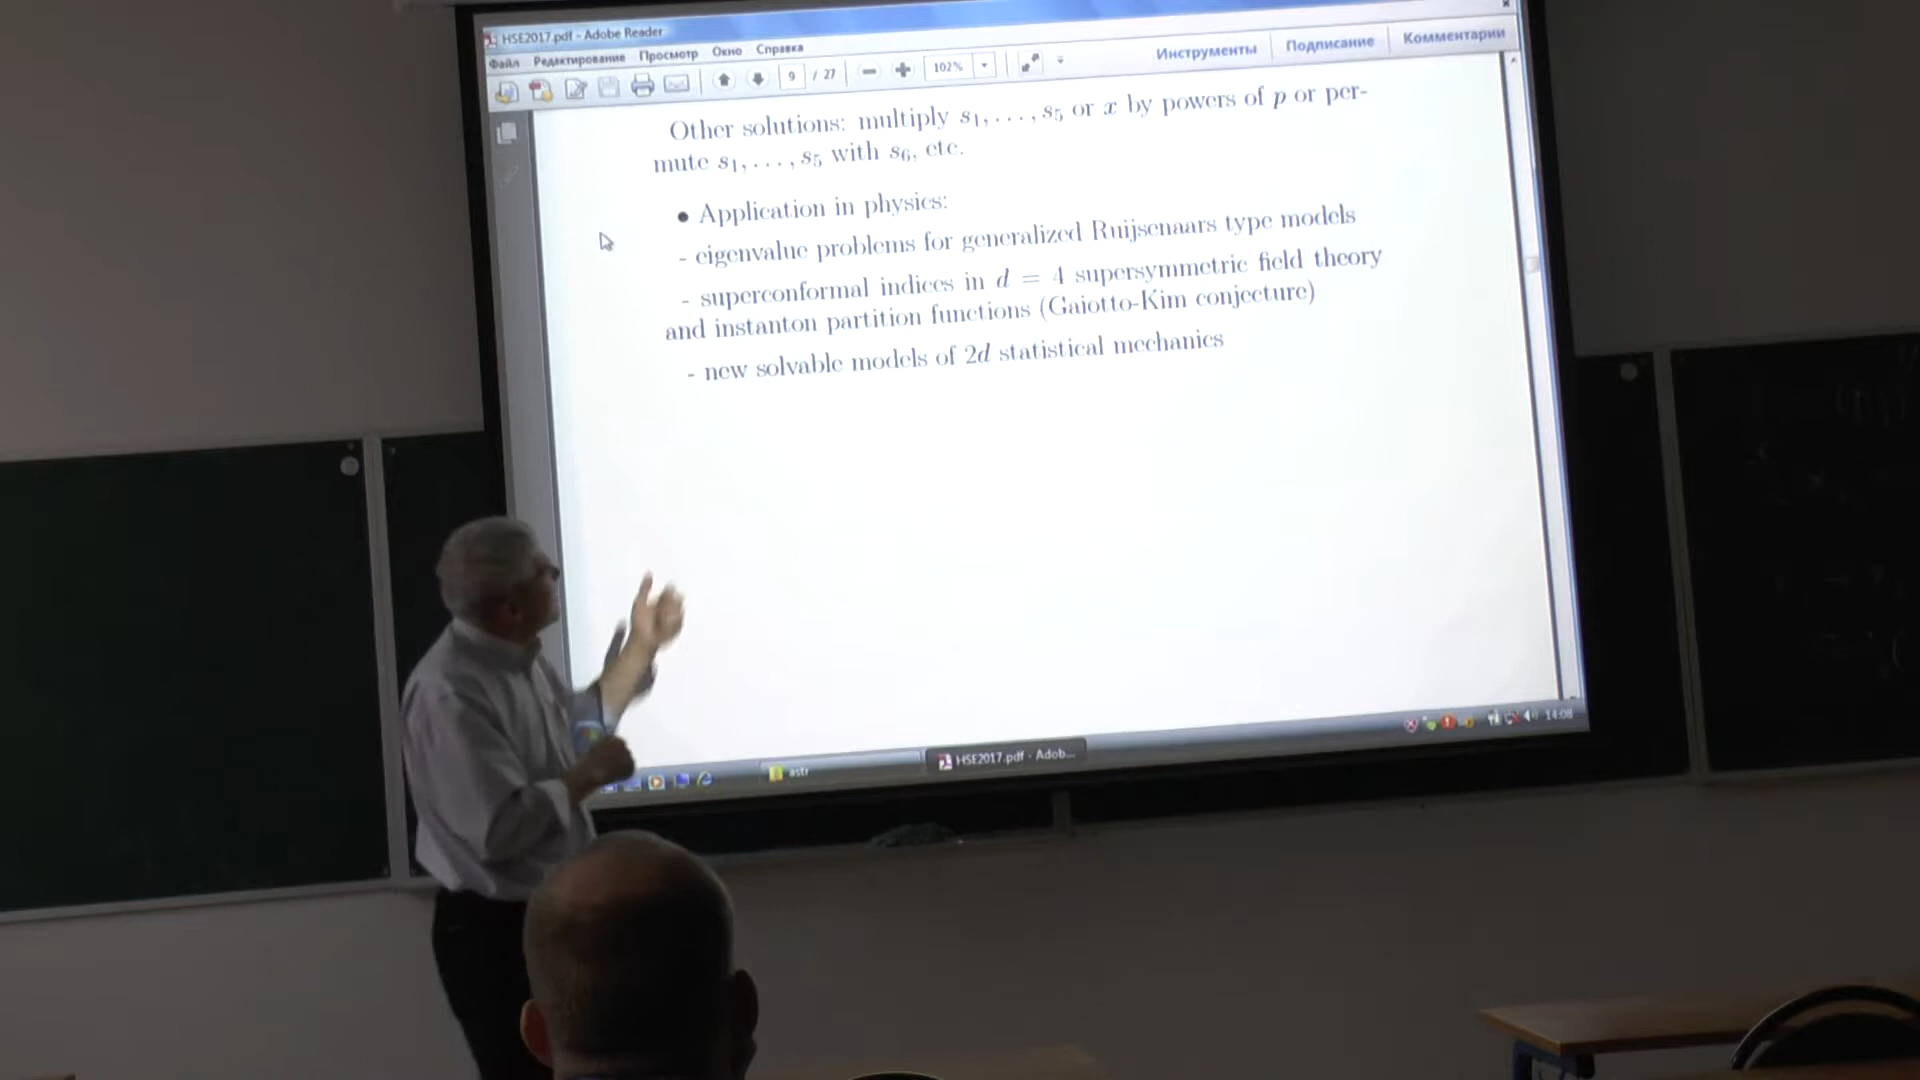 HSE2017.pdf - Adobe Reader
Файл Редактирование Просмотр Окно Справка
9 / 27 102% Инструменты Подписание Комментарии
Other solutions: multiply s₁, . . . , s₅ or x by powers of p or per-
mute s₁, . . . , s₅ with s₆, etc.
• Application in physics:
- eigenvalue problems for generalized Ruijsenaars type models
- superconformal indices in d = 4 supersymmetric field theory
and instanton partition functions (Gaiotto-Kim conjecture)
- new solvable models of 2d statistical mechanics
astr HSE2017.pdf - Adob... 14:08